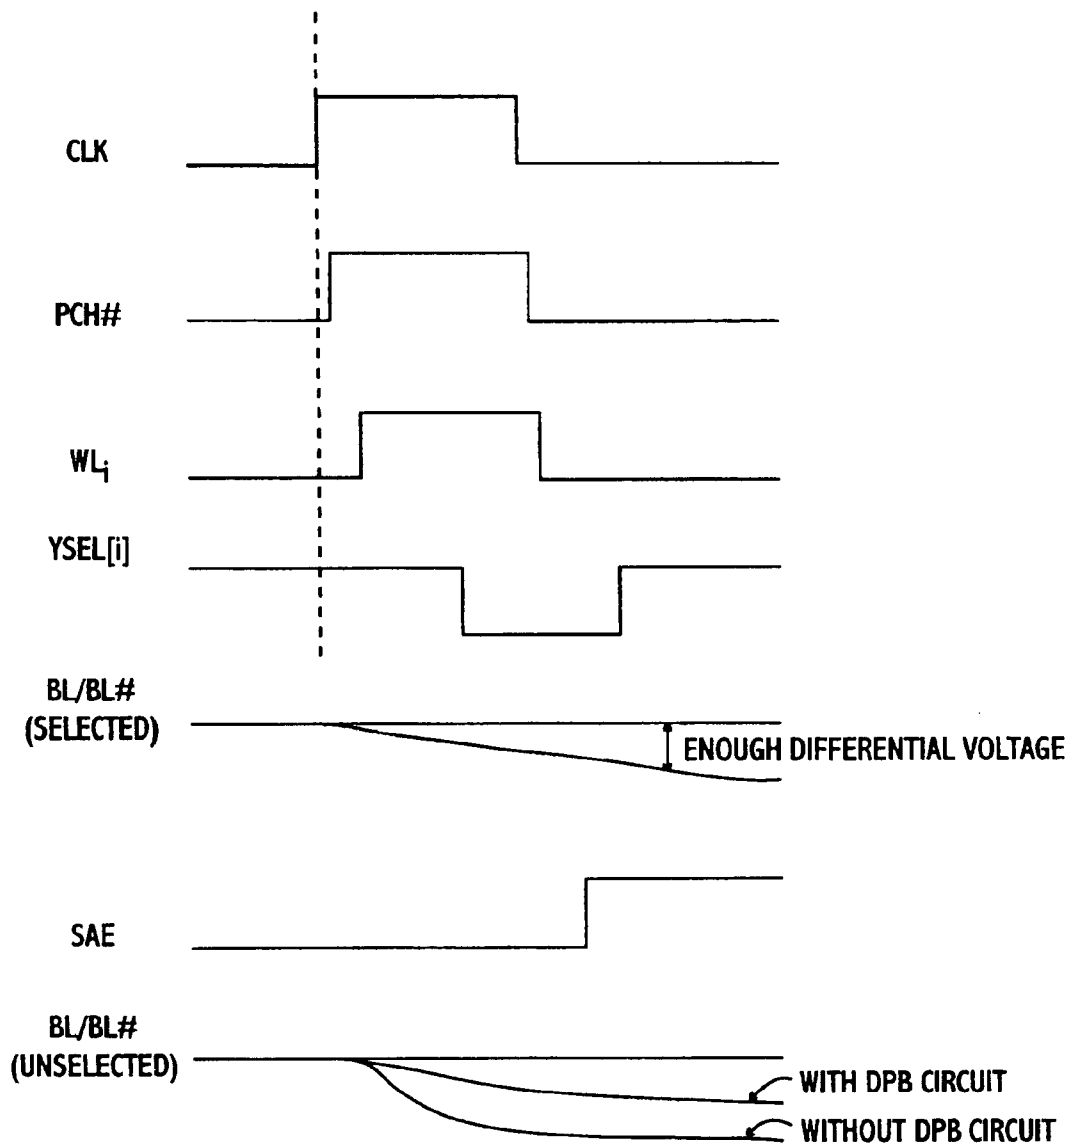 CLK
PCH#
WLi
YSEL[i]
BL/BL#
(SELECTED)
ENOUGH DIFFERENTIAL VOLTAGE
SAE
BL/BL#
(UNSELECTED)
WITH DPB CIRCUIT
WITHOUT DPB CIRCUIT